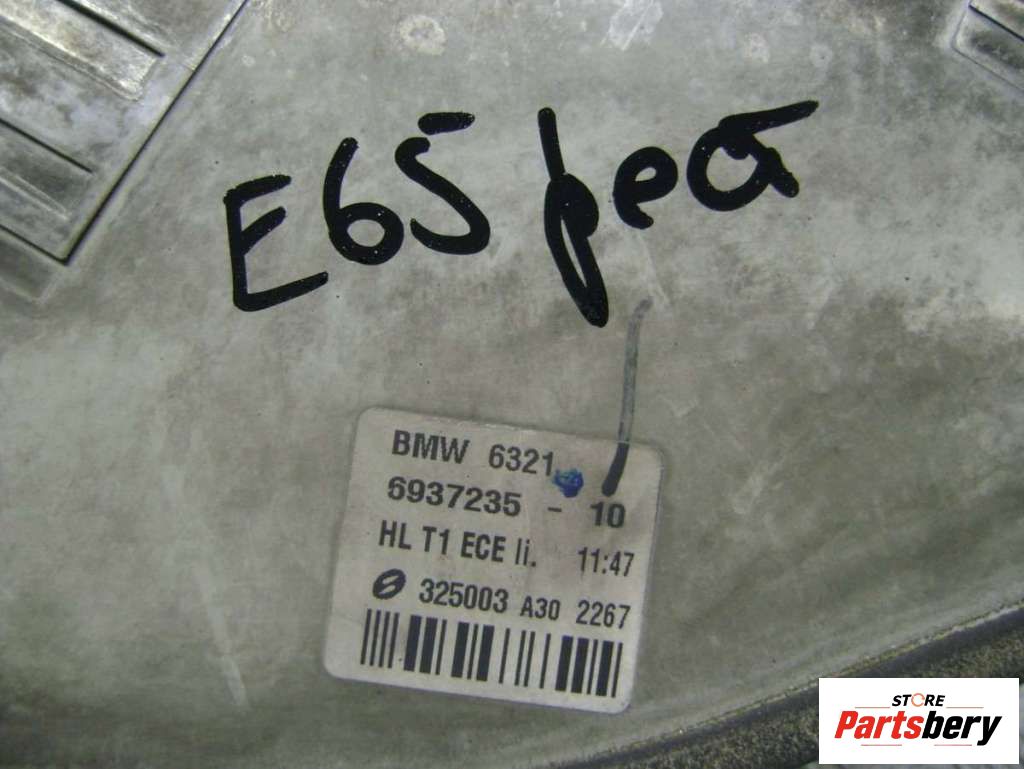 E65 рест
BMW 6321
6937235 - 10
HL T1 ECE li. 11:47
325003 A30 2267
STORE
Partsbery